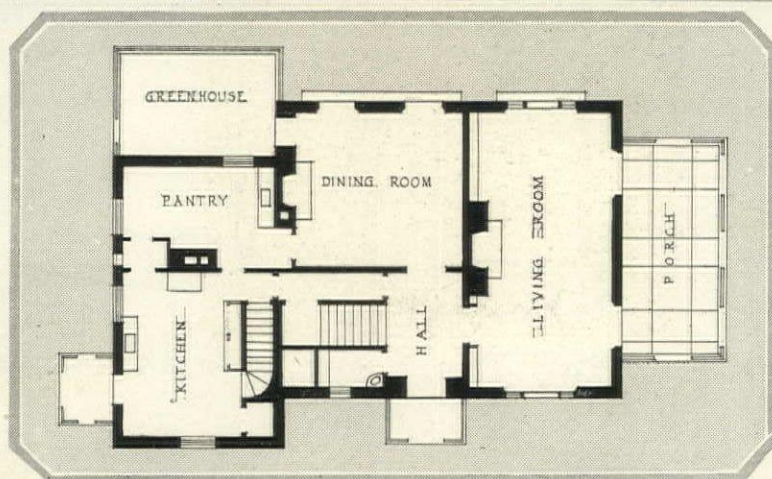 GREENHOUSE
PANTRY
DINING ROOM
LIVING ROOM
PORCH
HALL
KITCHEN